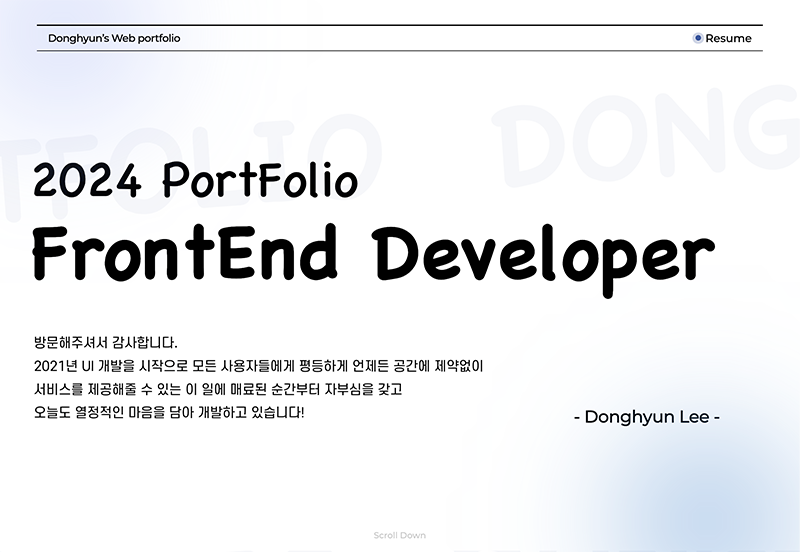 Donghyun's Web portfolio
Resume
TFOLIO DONG
2024 PortFolio
FrontEnd Developer
방문해주셔서 감사합니다.
2021년 UI 개발을 시작으로 모든 사용자들에게 평등하게 언제든 공간에 제약없이
서비스를 제공해줄 수 있는 이 일에 매료된 순간부터 자부심을 갖고
오늘도 열정적인 마음을 담아 개발하고 있습니다!
- Donghyun Lee -
Scroll Down